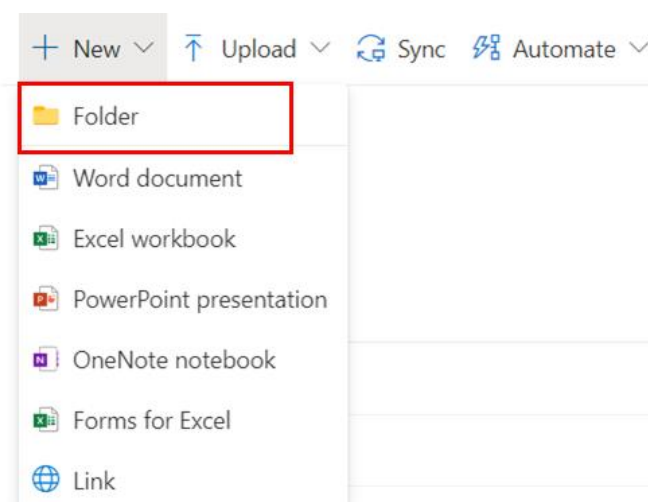 New Upload Sync Automate
Folder
Word document
Excel workbook
PowerPoint presentation
OneNote notebook
Forms for Excel
Link